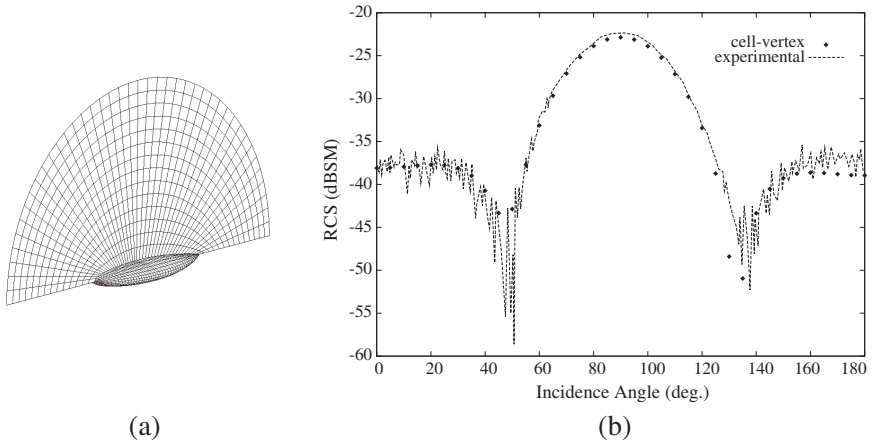 -20
-25
-30
-35
-40
-45
-50
-55
-60
0 20 40 60 80 100 120 140 160 180
RCS (dBSM)
Incidence Angle (deg.)
cell-vertex
experimental
(a)
(b)